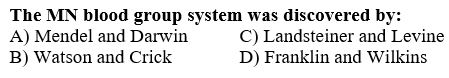 The MN blood group system was discovered by:
A) Mendel and Darwin C) Landsteiner and Levine
B) Watson and Crick D) Franklin and Wilkins